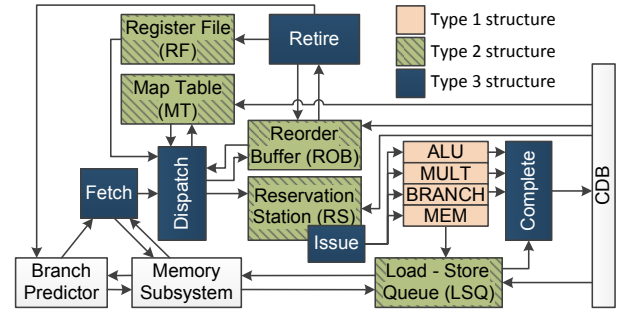 Register File
(RF)
Retire
Type 1 structure
Type 2 structure
Type 3 structure
Map Table
(MT)
Reorder
Buffer (ROB)
Dispatch
Fetch
Reservation
Station (RS)
Issue
ALU
MULT
BRANCH
MEM
Complete
CDB
Branch
Predictor
Memory
Subsystem
Load - Store
Queue (LSQ)